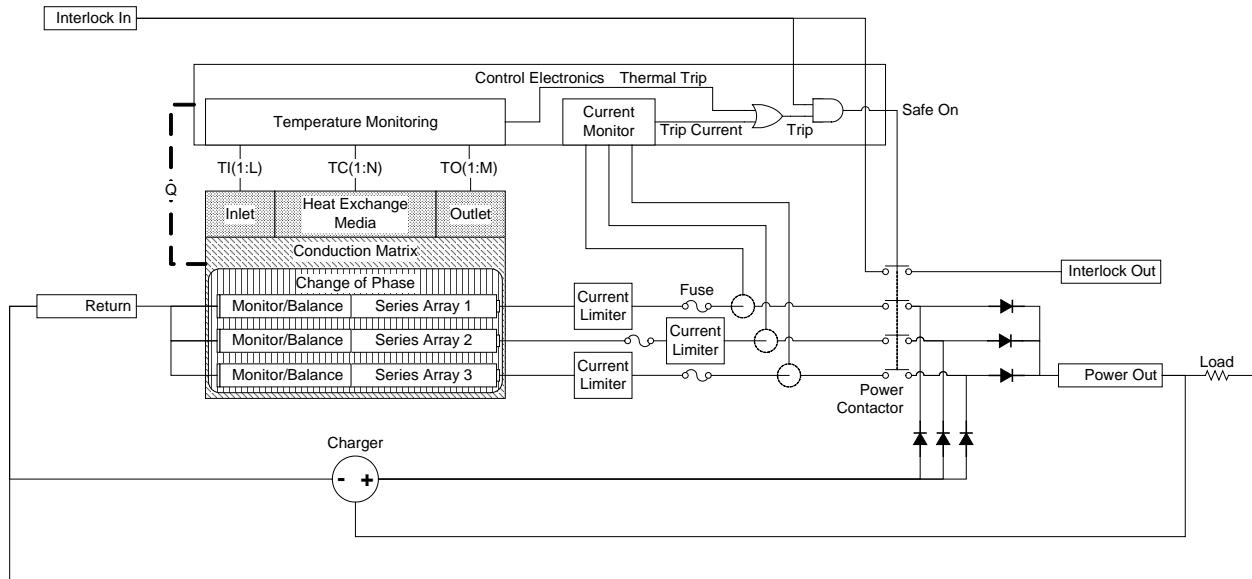 Interlock In
Control Electronics
Thermal Trip
Temperature Monitoring
Current
Monitor
Trip Current
Trip
Safe On
TI(1:L)
TC(1:N)
TO(1:M)
Q
Inlet
Heat Exchange
Media
Outlet
Conduction Matrix
Interlock Out
Change of Phase
Return
Monitor/Balance
Series Array 1
Current
Limiter
Fuse
Monitor/Balance
Series Array 2
Current
Limiter
Monitor/Balance
Series Array 3
Current
Limiter
Power
Contactor
Power Out
Load
Charger
- +